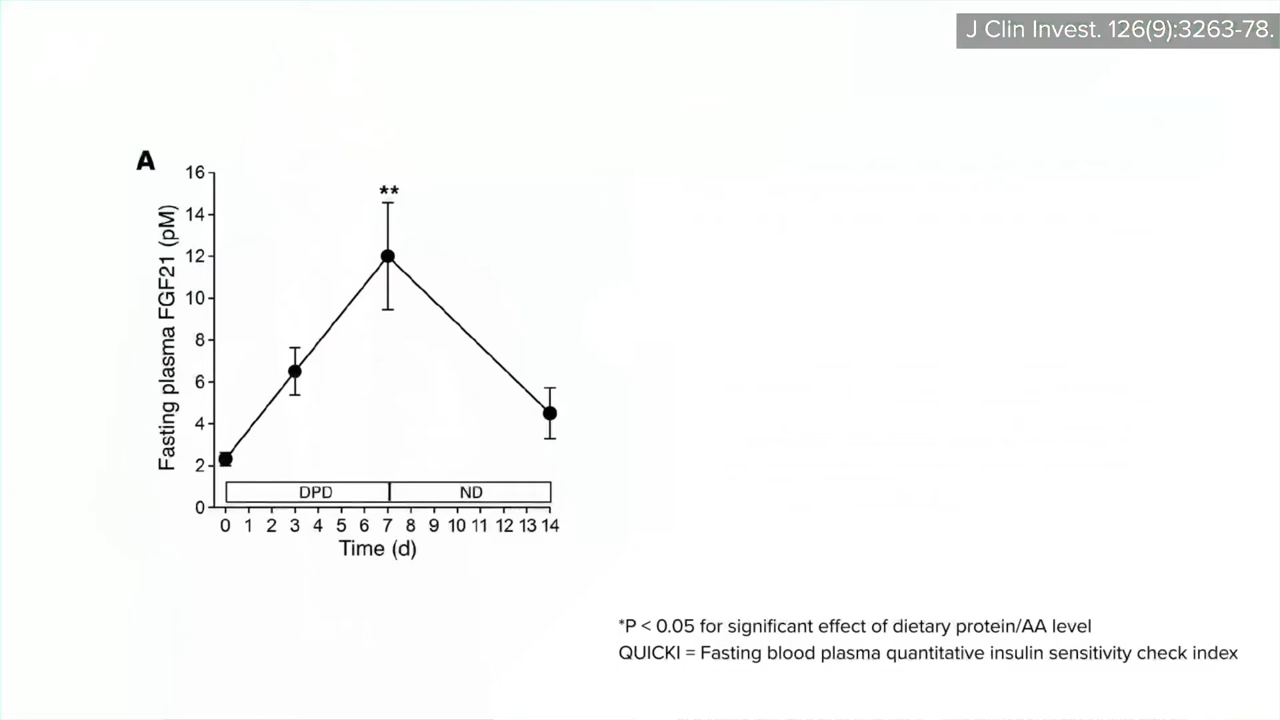 J Clin Invest. 126(9):3263-78.
A
Fasting plasma FGF21 (pM)
16
14
12
10
8
6
4
2
0
**
DPD ND
0 1 2 3 4 5 6 7 8 9 10 11 12 13 14
Time (d)
*P < 0.05 for significant effect of dietary protein/AA level
QUICKI = Fasting blood plasma quantitative insulin sensitivity check index